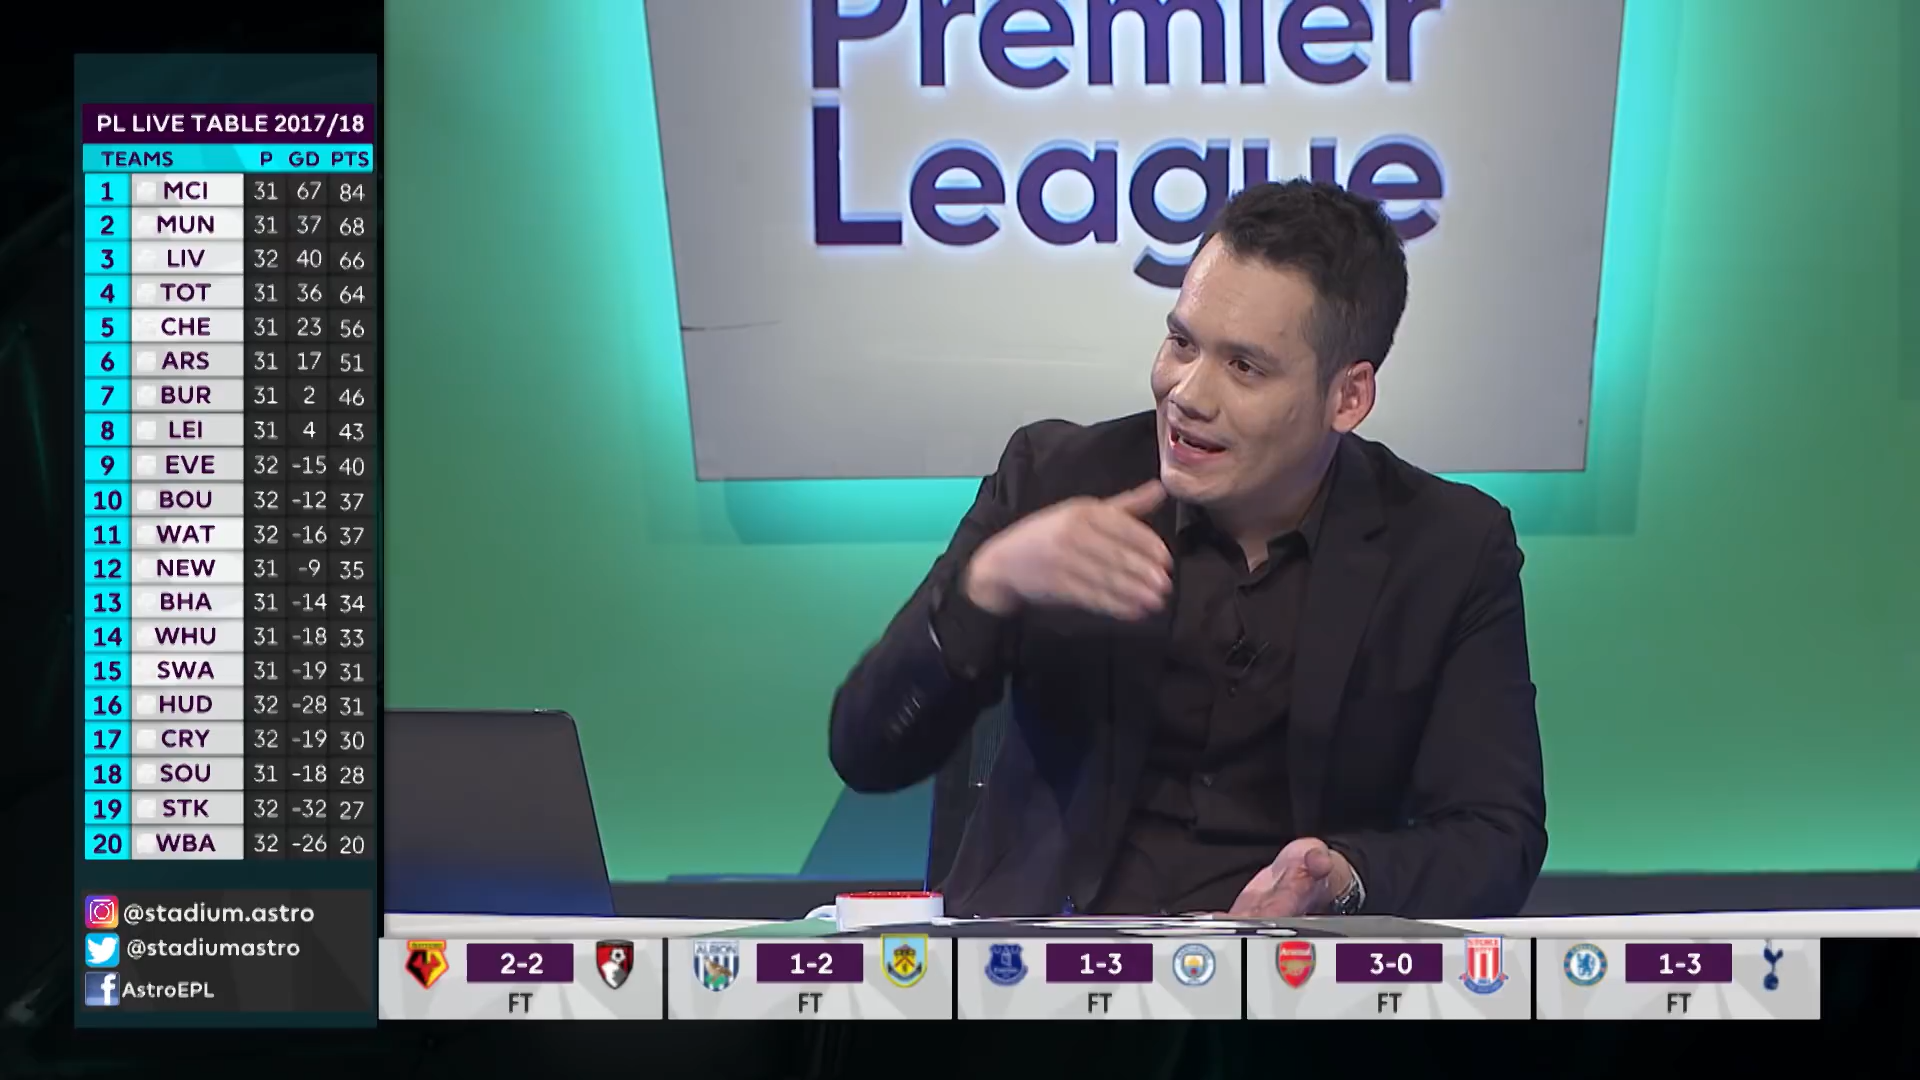 Premier
League
PL LIVE TABLE 2017/18
TEAMS P GD PTS
1 MCI 31 67 84
2 MUN 31 37 68
3 LIV 32 40 66
4 TOT 31 36 64
5 CHE 31 23 56
6 ARS 31 17 51
7 BUR 31 2 46
8 LEI 31 4 43
9 EVE 32 -15 40
10 BOU 32 -12 37
11 WAT 32 -16 37
12 NEW 31 -9 35
13 BHA 31 -14 34
14 WHU 31 -18 33
15 SWA 31 -19 31
16 HUD 32 -28 31
17 CRY 32 -19 30
18 SOU 31 -18 28
19 STK 32 -32 27
20 WBA 32 -26 20
@stadium.astro
@stadiumastro
AstroEPL
2-2 1-2 1-3 3-0 1-3
FT FT FT FT FT